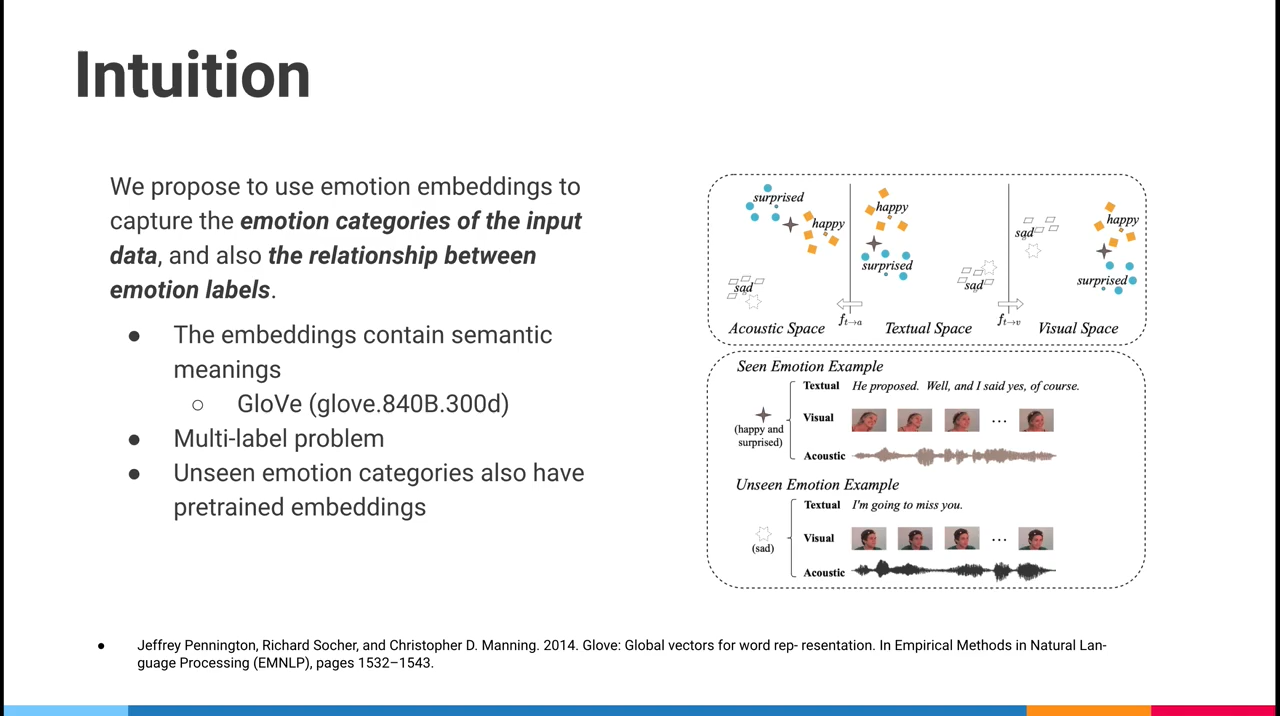 Intuition
We propose to use emotion embeddings to
capture the emotion categories of the input
data, and also the relationship between
emotion labels.
● The embeddings contain semantic
meanings
○ GloVe (glove.840B.300d)
● Multi-label problem
● Unseen emotion categories also have
pretrained embeddings
surprised
happy
sad
Acoustic Space
f t→a
happy
surprised
sad
Textual Space
f t→v
sad
happy
surprised
Visual Space
Seen Emotion Example
(happy and
surprised)
Textual He proposed. Well, and I said yes, of course.
Visual ...
Acoustic
Unseen Emotion Example
(sad)
Textual I'm going to miss you.
Visual ...
Acoustic
● Jeffrey Pennington, Richard Socher, and Christopher D. Manning. 2014. Glove: Global vectors for word rep- resentation. In Empirical Methods in Natural Lan-
guage Processing (EMNLP), pages 1532–1543.